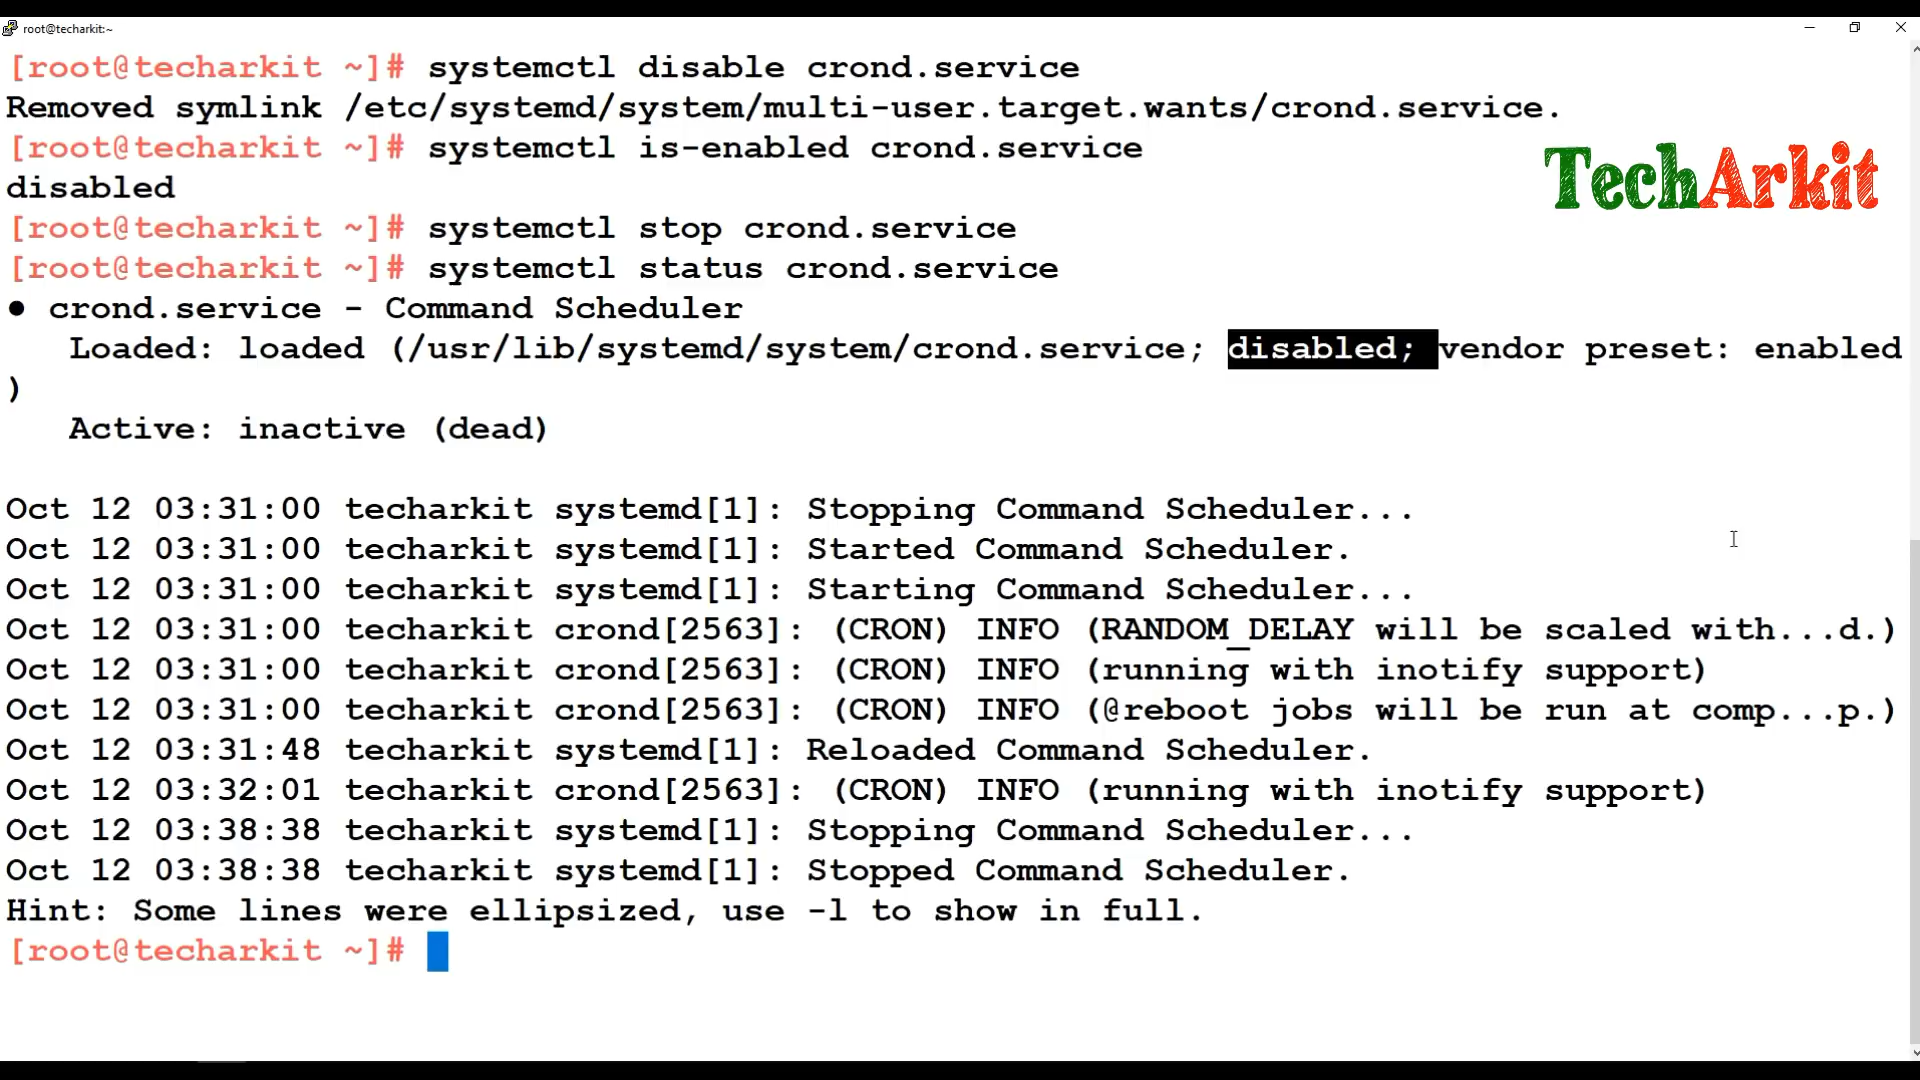 root@techarkit:~
[root@techarkit ~]# systemctl disable crond.service
Removed symlink /etc/systemd/system/multi-user.target.wants/crond.service.
[root@techarkit ~]# systemctl is-enabled crond.service
disabled
TechArkit
[root@techarkit ~]# systemctl stop crond.service
[root@techarkit ~]# systemctl status crond.service
● crond.service - Command Scheduler
   Loaded: loaded (/usr/lib/systemd/system/crond.service; disabled; vendor preset: enabled
)
   Active: inactive (dead)
Oct 12 03:31:00 techarkit systemd[1]: Stopping Command Scheduler...
Oct 12 03:31:00 techarkit systemd[1]: Started Command Scheduler.
Oct 12 03:31:00 techarkit systemd[1]: Starting Command Scheduler...
Oct 12 03:31:00 techarkit crond[2563]: (CRON) INFO (RANDOM_DELAY will be scaled with...d.)
Oct 12 03:31:00 techarkit crond[2563]: (CRON) INFO (running with inotify support)
Oct 12 03:31:00 techarkit crond[2563]: (CRON) INFO (@reboot jobs will be run at comp...p.)
Oct 12 03:31:48 techarkit systemd[1]: Reloaded Command Scheduler.
Oct 12 03:32:01 techarkit crond[2563]: (CRON) INFO (running with inotify support)
Oct 12 03:38:38 techarkit systemd[1]: Stopping Command Scheduler...
Oct 12 03:38:38 techarkit systemd[1]: Stopped Command Scheduler.
Hint: Some lines were ellipsized, use -l to show in full.
[root@techarkit ~]#